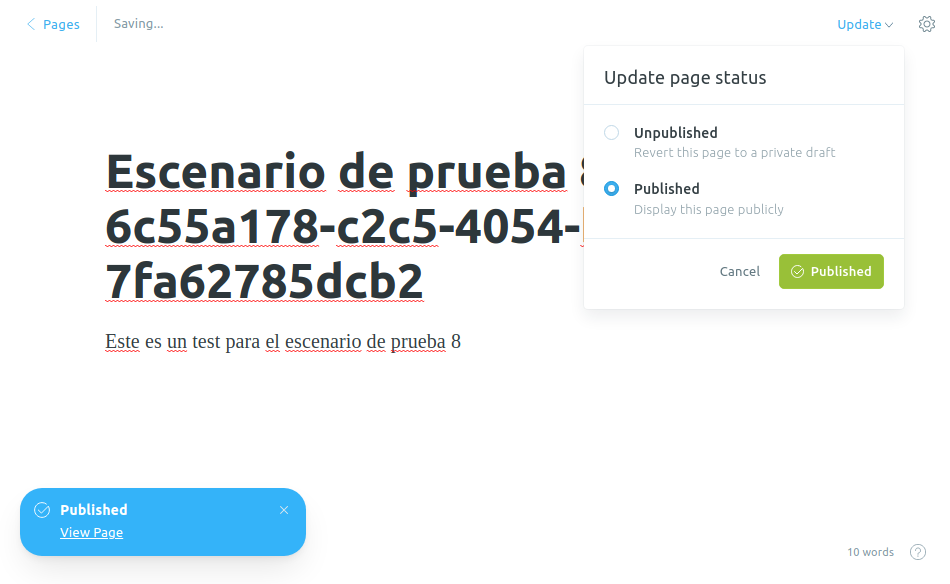 Pages
Saving...
Update
Update page status
Unpublished
Revert this page to a private draft
Published
Display this page publicly
Cancel
Published
Escenario de prueba
6c55a178-c2c5-4054-
7fa62785dcb2
Este es un test para el escenario de prueba 8
Published
View Page
10 words
?